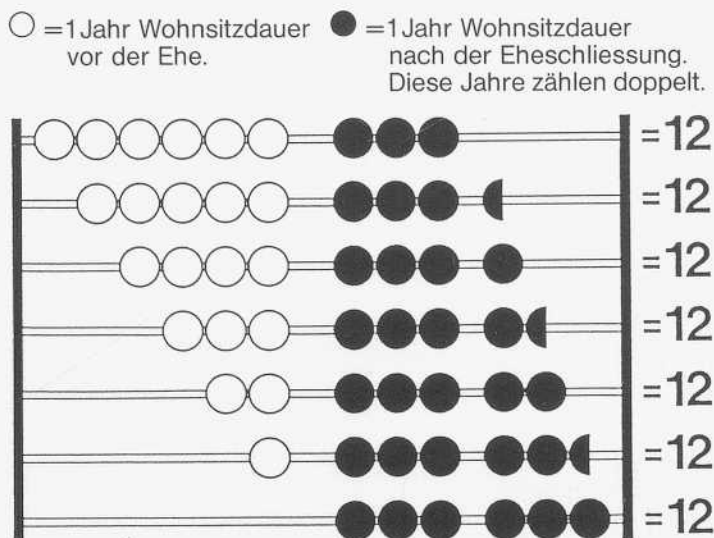 =1 Jahr Wohnsitzdauer
vor der Ehe.
=1 Jahr Wohnsitzdauer
nach der Eheschliessung.
Diese Jahre zählen doppelt.
=12
=12
=12
=12
=12
=12
=12